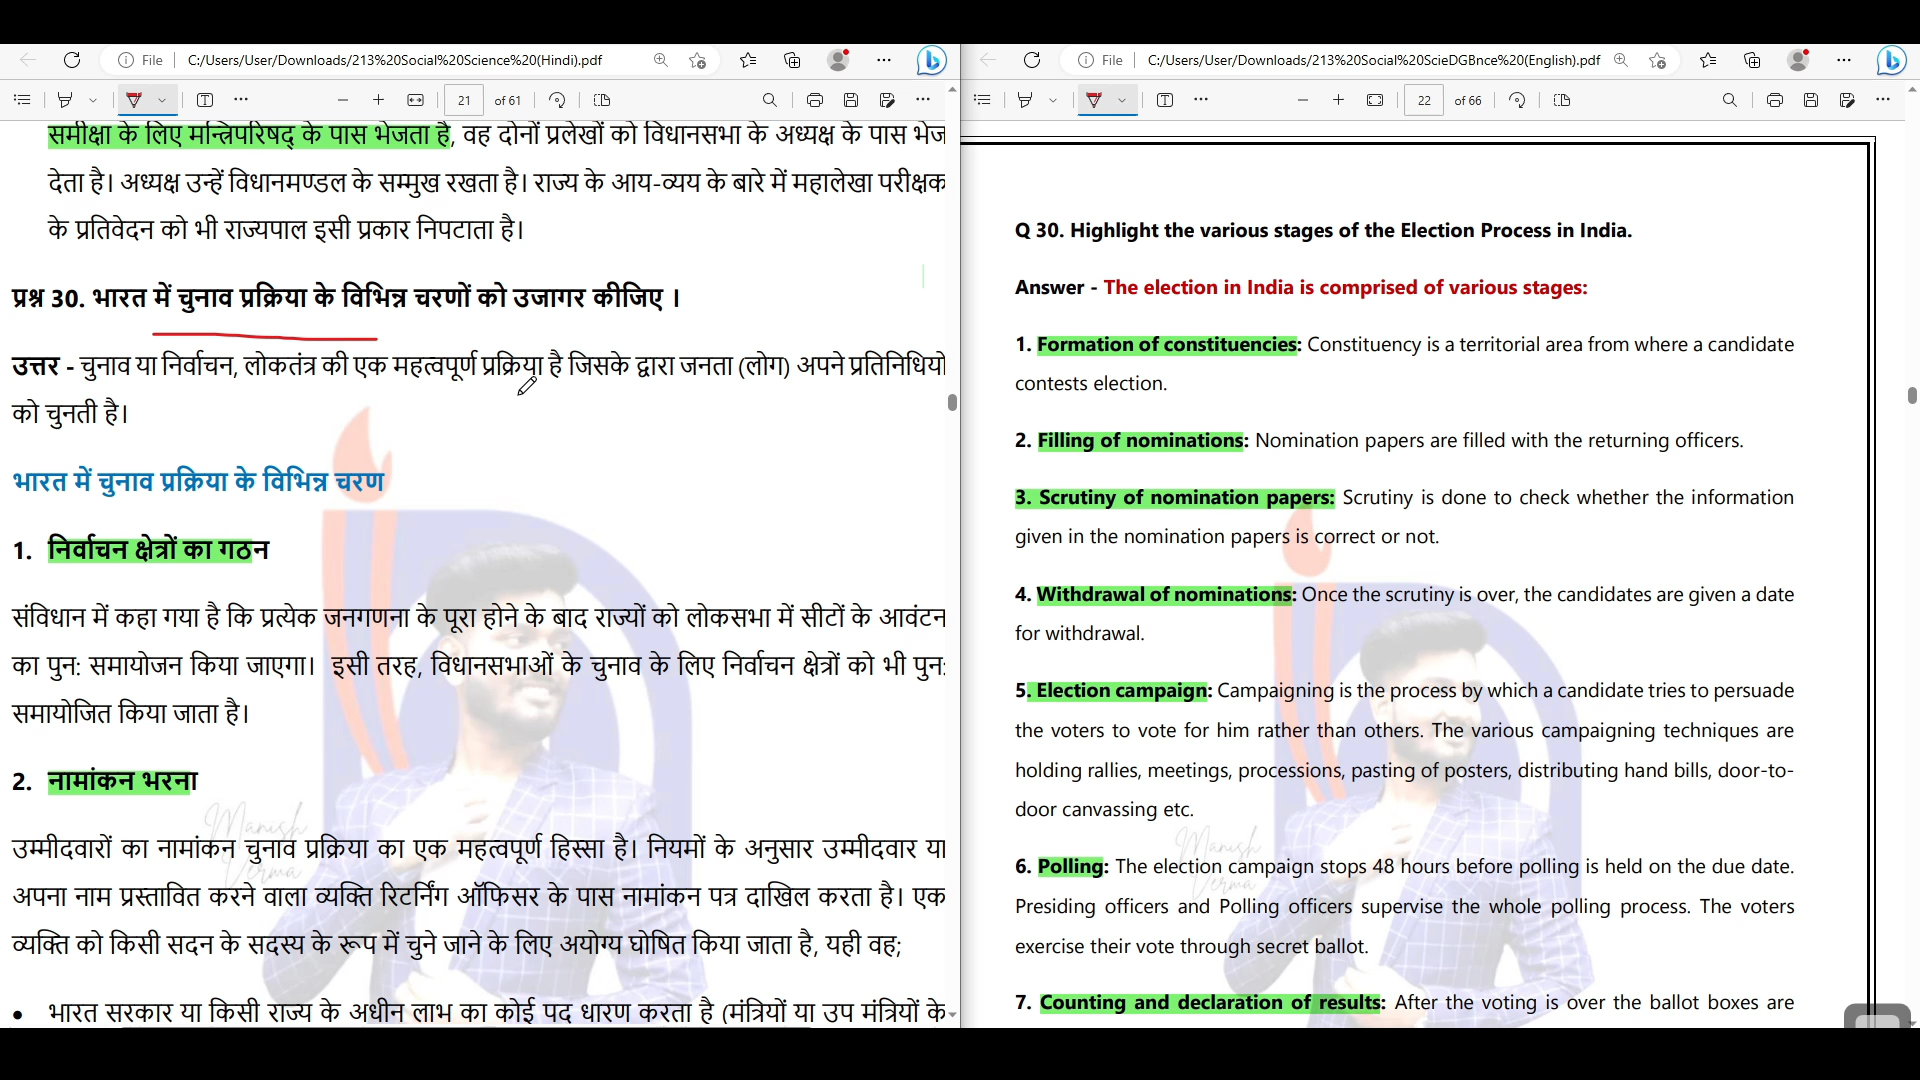 File C:/Users/User/Downloads/213%20Social%20Science%20(Hindi).pdf
21 of 61
समीक्षा के लिए मन्त्रिपरिषद् के पास भेजता है, वह दोनों प्रलेखों को विधानसभा के अध्यक्ष के पास भेज
देता है। अध्यक्ष उन्हें विधानमण्डल के सम्मुख रखता है। राज्य के आय-व्यय के बारे में महालेखा परीक्षक
के प्रतिवेदन को भी राज्यपाल इसी प्रकार निपटाता है।
प्रश्न 30. भारत में चुनाव प्रक्रिया के विभिन्न चरणों को उजागर कीजिए ।
उत्तर - चुनाव या निर्वाचन, लोकतंत्र की एक महत्वपूर्ण प्रक्रिया है जिसके द्वारा जनता (लोग) अपने प्रतिनिधियों
को चुनती है।
भारत में चुनाव प्रक्रिया के विभिन्न चरण
1. निर्वाचन क्षेत्रों का गठन
संविधान में कहा गया है कि प्रत्येक जनगणना के पूरा होने के बाद राज्यों को लोकसभा में सीटों के आवंटन
का पुन: समायोजन किया जाएगा। इसी तरह, विधानसभाओं के चुनाव के लिए निर्वाचन क्षेत्रों को भी पुन:
समायोजित किया जाता है।
2. नामांकन भरना
उम्मीदवारों का नामांकन चुनाव प्रक्रिया का एक महत्वपूर्ण हिस्सा है। नियमों के अनुसार उम्मीदवार या
अपना नाम प्रस्तावित करने वाला व्यक्ति रिटर्निंग ऑफिसर के पास नामांकन पत्र दाखिल करता है। एक
व्यक्ति को किसी सदन के सदस्य के रूप में चुने जाने के लिए अयोग्य घोषित किया जाता है, यही वह;
• भारत सरकार या किसी राज्य के अधीन लाभ का कोई पद धारण करता है (मंत्रियों या उप मंत्रियों के
Manish
Verma
File C:/Users/User/Downloads/213%20Social%20ScieDGBnce%20(English).pdf
22 of 66
Q 30. Highlight the various stages of the Election Process in India.
Answer - The election in India is comprised of various stages:
1. Formation of constituencies: Constituency is a territorial area from where a candidate
contests election.
2. Filling of nominations: Nomination papers are filled with the returning officers.
3. Scrutiny of nomination papers: Scrutiny is done to check whether the information
given in the nomination papers is correct or not.
4. Withdrawal of nominations: Once the scrutiny is over, the candidates are given a date
for withdrawal.
5. Election campaign: Campaigning is the process by which a candidate tries to persuade
the voters to vote for him rather than others. The various campaigning techniques are
holding rallies, meetings, processions, pasting of posters, distributing hand bills, door-to-
door canvassing etc.
6. Polling: The election campaign stops 48 hours before polling is held on the due date.
Presiding officers and Polling officers supervise the whole polling process. The voters
exercise their vote through secret ballot.
7. Counting and declaration of results: After the voting is over the ballot boxes are
Manish
Verma